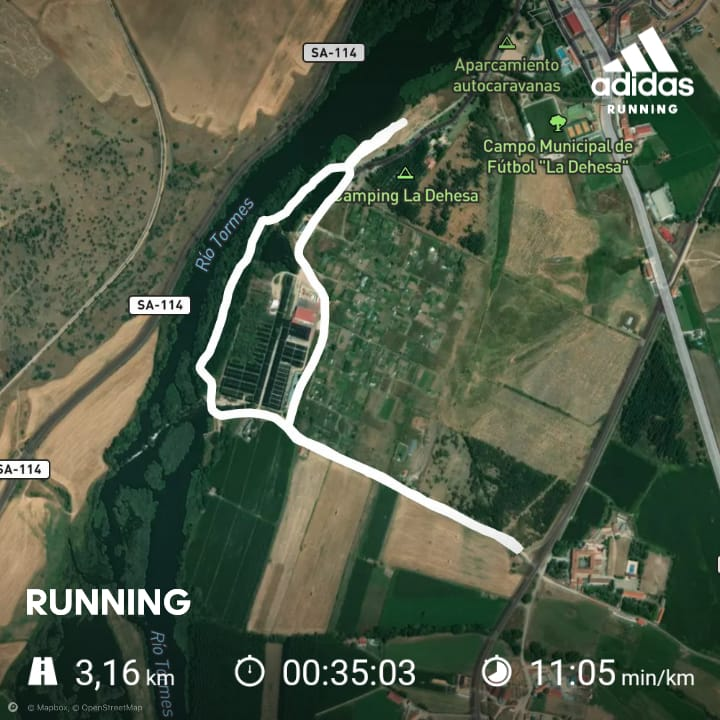 SA-114
Aparcamiento
autocaravanas
adidas
RUNNING
Campo Municipal de
Fútbol "La Dehesa"
Camping La Dehesa
Río Tormes
SA-114
SA-114
RUNNING
3,16 km
00:35:03
11:05 min/km
Río Tormes
© Mapbox, © OpenStreetMap